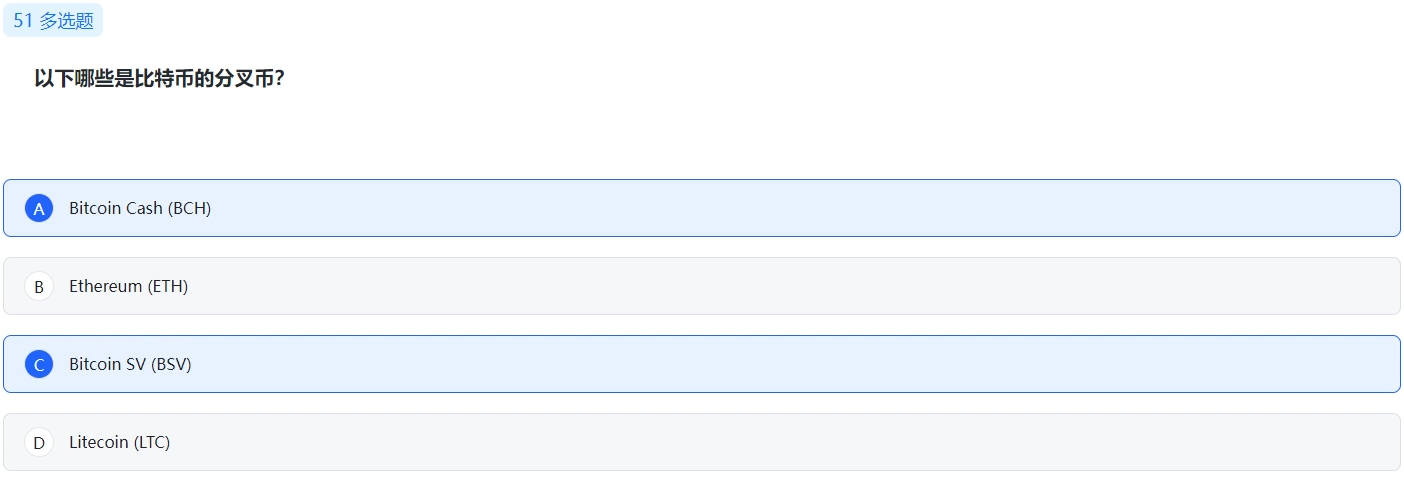 51 多选题
以下哪些是比特币的分叉币?
A Bitcoin Cash (BCH)
B Ethereum (ETH)
C Bitcoin SV (BSV)
D Litecoin (LTC)